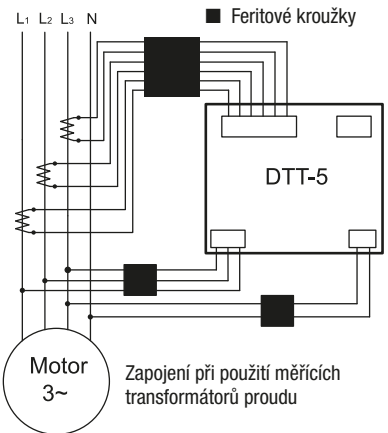 L1 L2 L3 N
Feritové kroužky
DTT-5
Motor
3~
Zapojení při použití měřících
transformátorů proudu